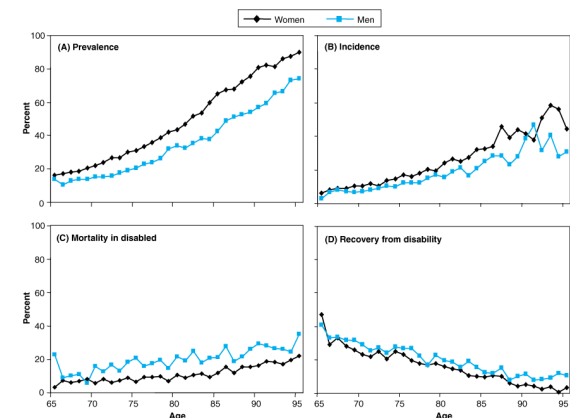 Women Men
(A) Prevalence
(B) Incidence
Percent
100
80
60
40
20
0
(C) Mortality in disabled
(D) Recovery from disability
Percent
100
80
60
40
20
0
65 70 75 80 85 90 95
65 70 75 80 85 90 95
Age
Age